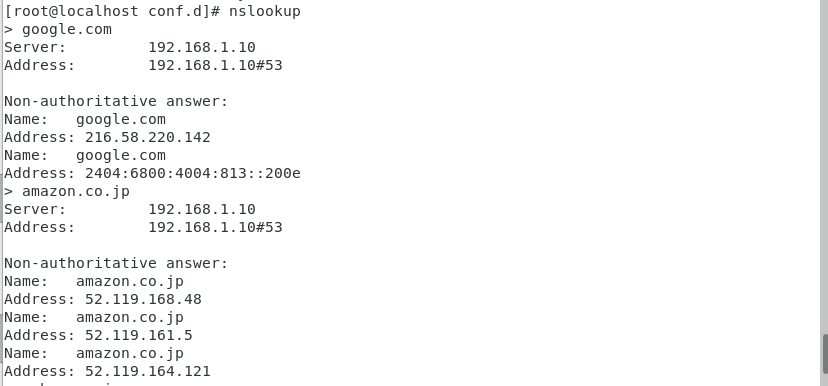 [root@localhost conf.d]# nslookup
> google.com
Server:         192.168.1.10
Address:        192.168.1.10#53

Non-authoritative answer:
Name:   google.com
Address: 216.58.220.142
Name:   google.com
Address: 2404:6800:4004:813::200e
> amazon.co.jp
Server:         192.168.1.10
Address:        192.168.1.10#53

Non-authoritative answer:
Name:   amazon.co.jp
Address: 52.119.168.48
Name:   amazon.co.jp
Address: 52.119.161.5
Name:   amazon.co.jp
Address: 52.119.164.121